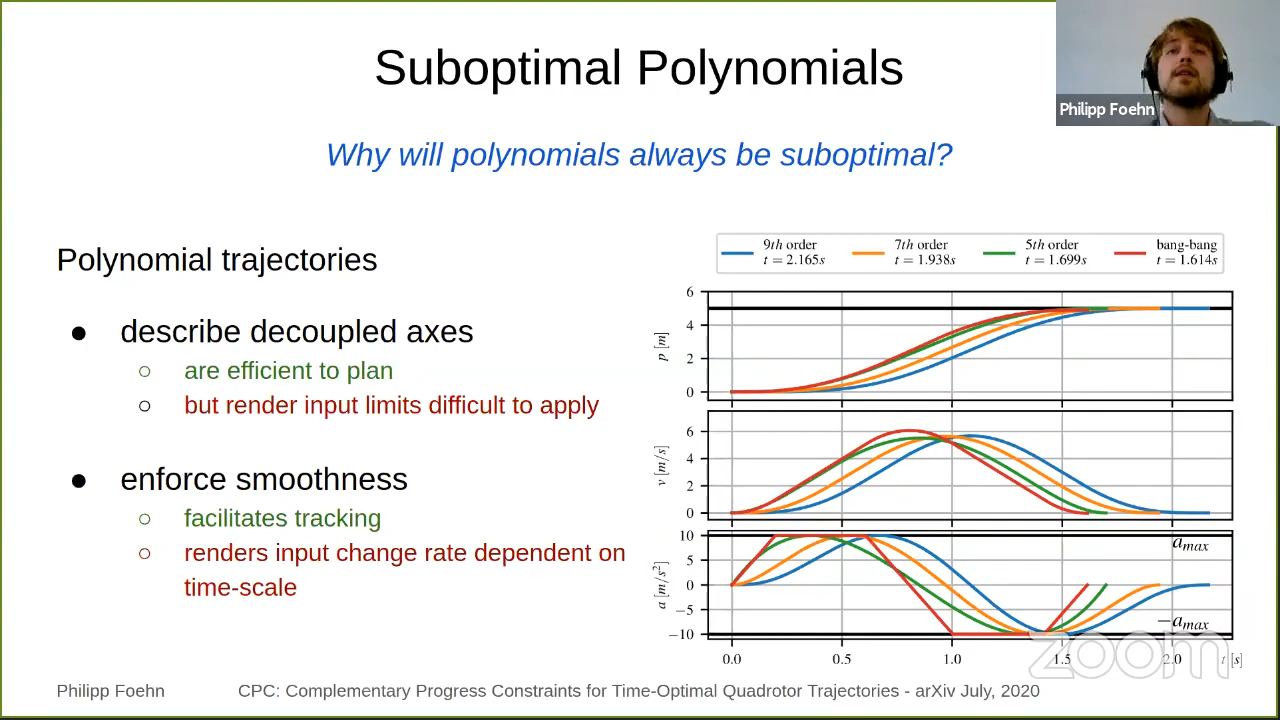 Suboptimal Polynomials
Philipp Foehn
Why will polynomials always be suboptimal?
Polynomial trajectories
● describe decoupled axes
○ are efficient to plan
○ but render input limits difficult to apply
● enforce smoothness
○ facilitates tracking
○ renders input change rate dependent on
time-scale
9th order
t = 2.165s
7th order
t = 1.938s
5th order
t = 1.699s
bang-bang
t = 1.614s
p [m]
6
4
2
0
v [m/s]
6
4
2
0
a [m/s²]
10
5
0
−5
−10
a_max
−a_max
0.0 0.5 1.0 1.5 2.0 t [s]
zoom
Philipp Foehn CPC: Complementary Progress Constraints for Time-Optimal Quadrotor Trajectories - arXiv July, 2020